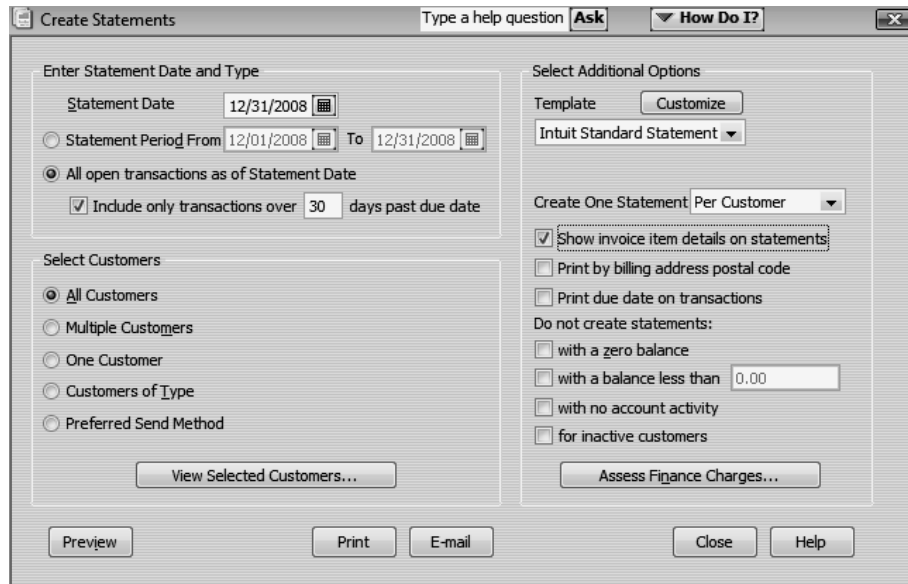 Create Statements
Type a help question Ask How Do I?
Enter Statement Date and Type
Statement Date 12/31/2008
Statement Period From 12/01/2008 To 12/31/2008
All open transactions as of Statement Date
Include only transactions over 30 days past due date
Select Customers
All Customers
Multiple Customers
One Customer
Customers of Type
Preferred Send Method
View Selected Customers...
Select Additional Options
Template Customize
Intuit Standard Statement
Create One Statement Per Customer
Show invoice item details on statements
Print by billing address postal code
Print due date on transactions
Do not create statements:
with a zero balance
with a balance less than 0.00
with no account activity
for inactive customers
Assess Finance Charges...
Preview Print E-mail Close Help